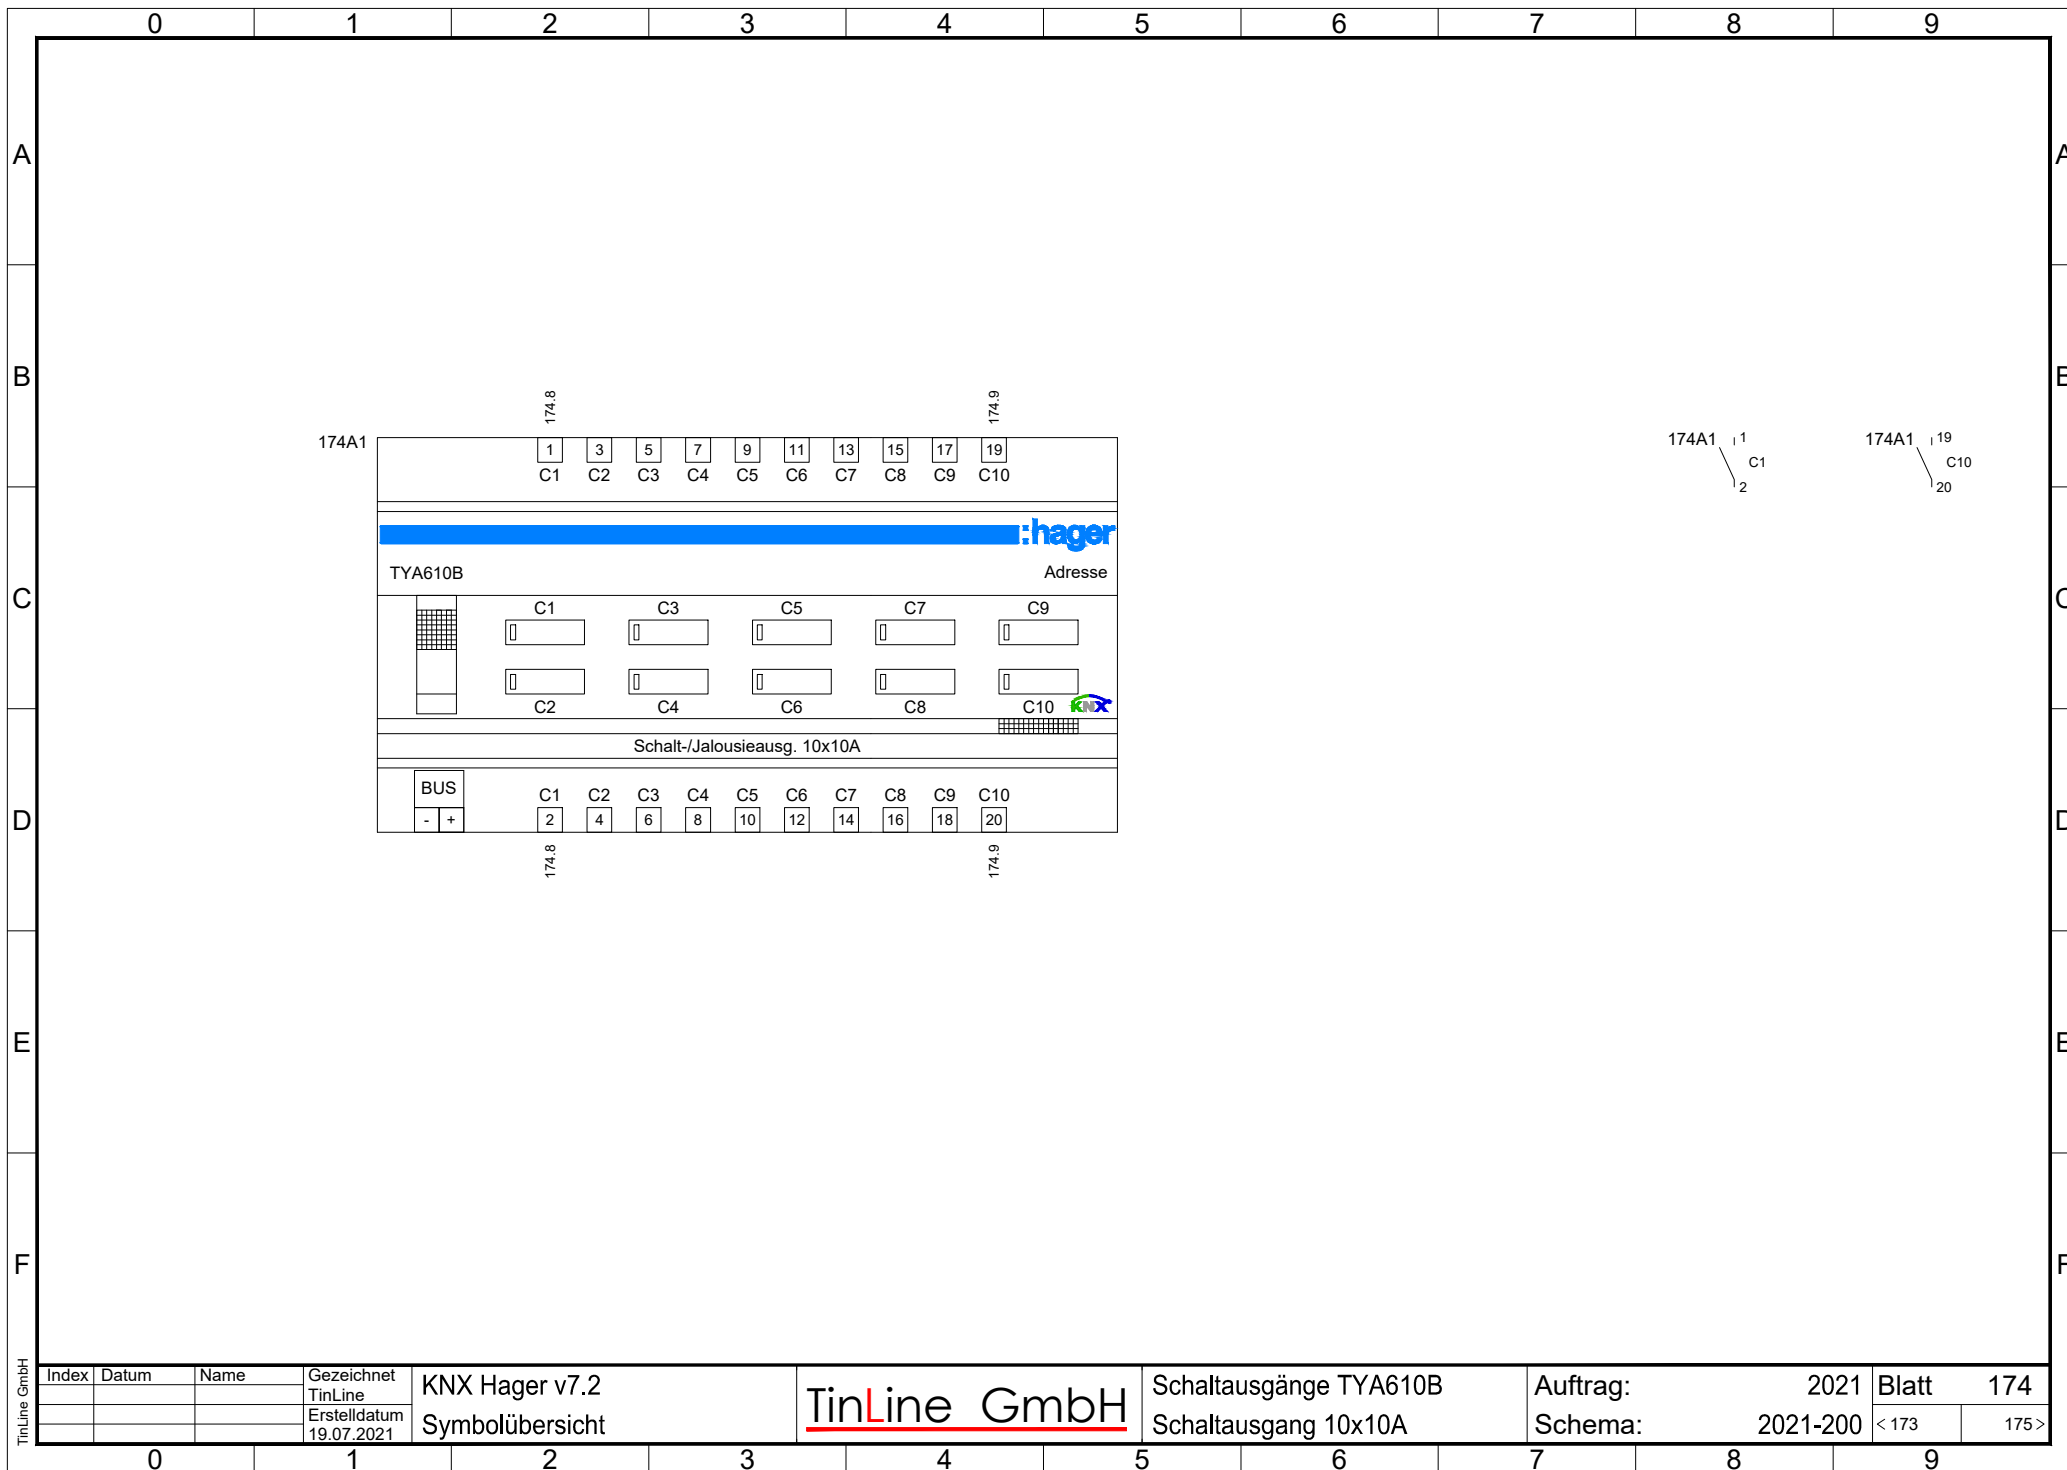 0 1 2 3 4 5 6 7 8 9
A A
B B
174.8 174.9
174A1
1 3 5 7 9 11 13 15 17 19
C1 C2 C3 C4 C5 C6 C7 C8 C9 C10
174A1 1 C1 2
174A1 19 C10 20
:hager
TYA610B Adresse
C C
C1 C3 C5 C7 C9
C2 C4 C6 C8 C10
KNX
Schalt-/Jalousieausg. 10x10A
BUS
- +
C1 C2 C3 C4 C5 C6 C7 C8 C9 C10
2 4 6 8 10 12 14 16 18 20
D D
174.8 174.9
E E
F F
TinLine GmbH
Index Datum Name
Gezeichnet
TinLine
Erstelldatum
19.07.2021
KNX Hager v7.2
Symbolübersicht
TinLine GmbH
Schaltausgänge TYA610B
Schaltausgang 10x10A
Auftrag: 2021
Schema: 2021-200
Blatt 174
< 173 175 >
0 1 2 3 4 5 6 7 8 9